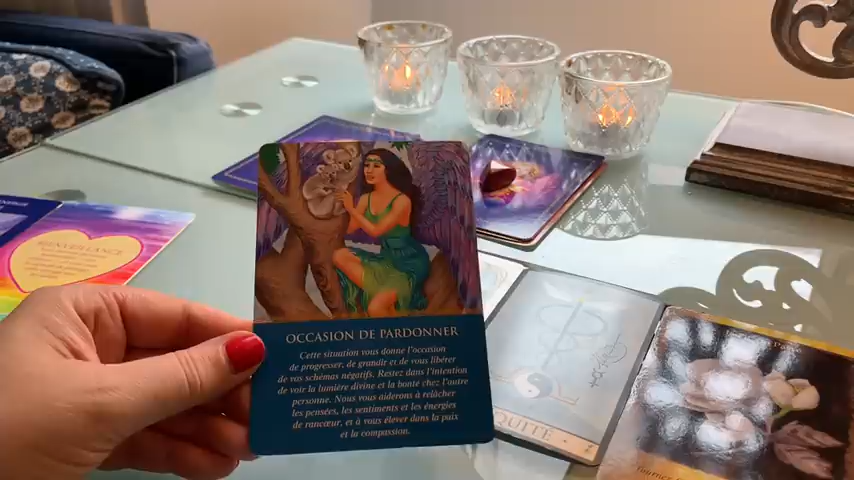 BIENVEILLANCE
OCCASION DE PARDONNER
Cette situation vous donne l'occasion
de progresser, de grandir et de vous libérer
de vos schémas négatifs. Restez dans l'intention
de voir la lumière divine et la bonté chez l'autre
personne. Nous vous aiderons à relâcher
les pensées, les sentiments et les énergies
de rancœur, et à vous élever dans la paix
et la compassion.